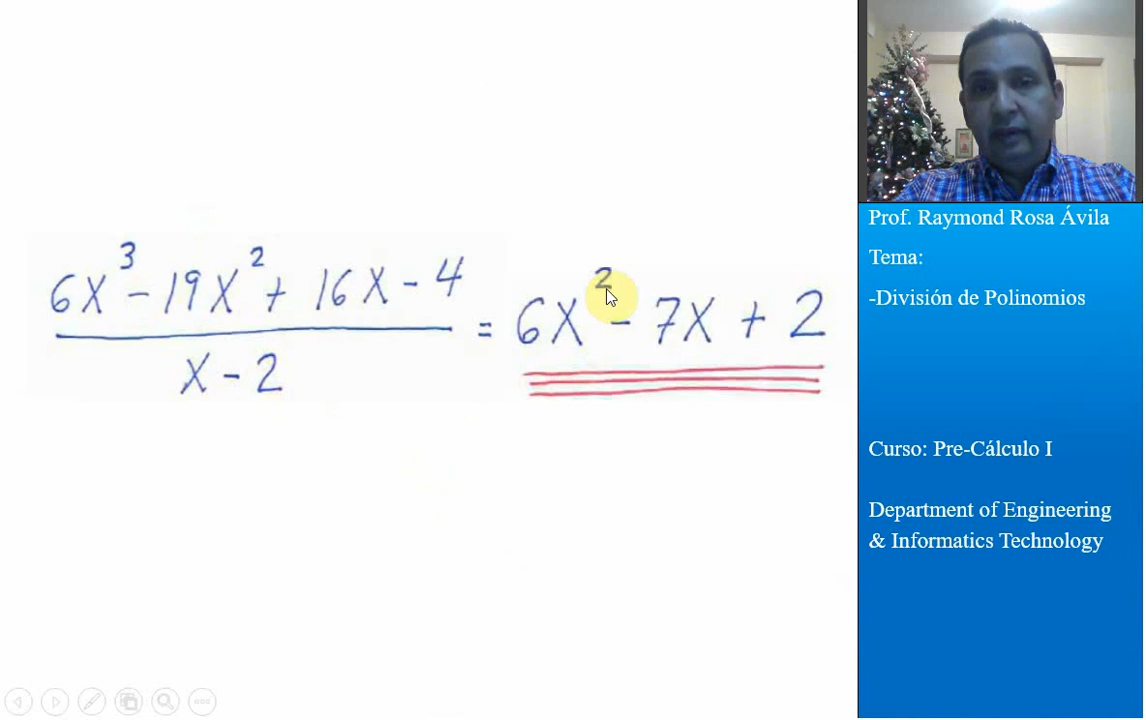 6x³ - 19x² + 16x - 4
x - 2
= 6x² - 7x + 2
Prof. Raymond Rosa Ávila
Tema:
-División de Polinomios
Curso: Pre-Cálculo I
Department of Engineering
& Informatics Technology